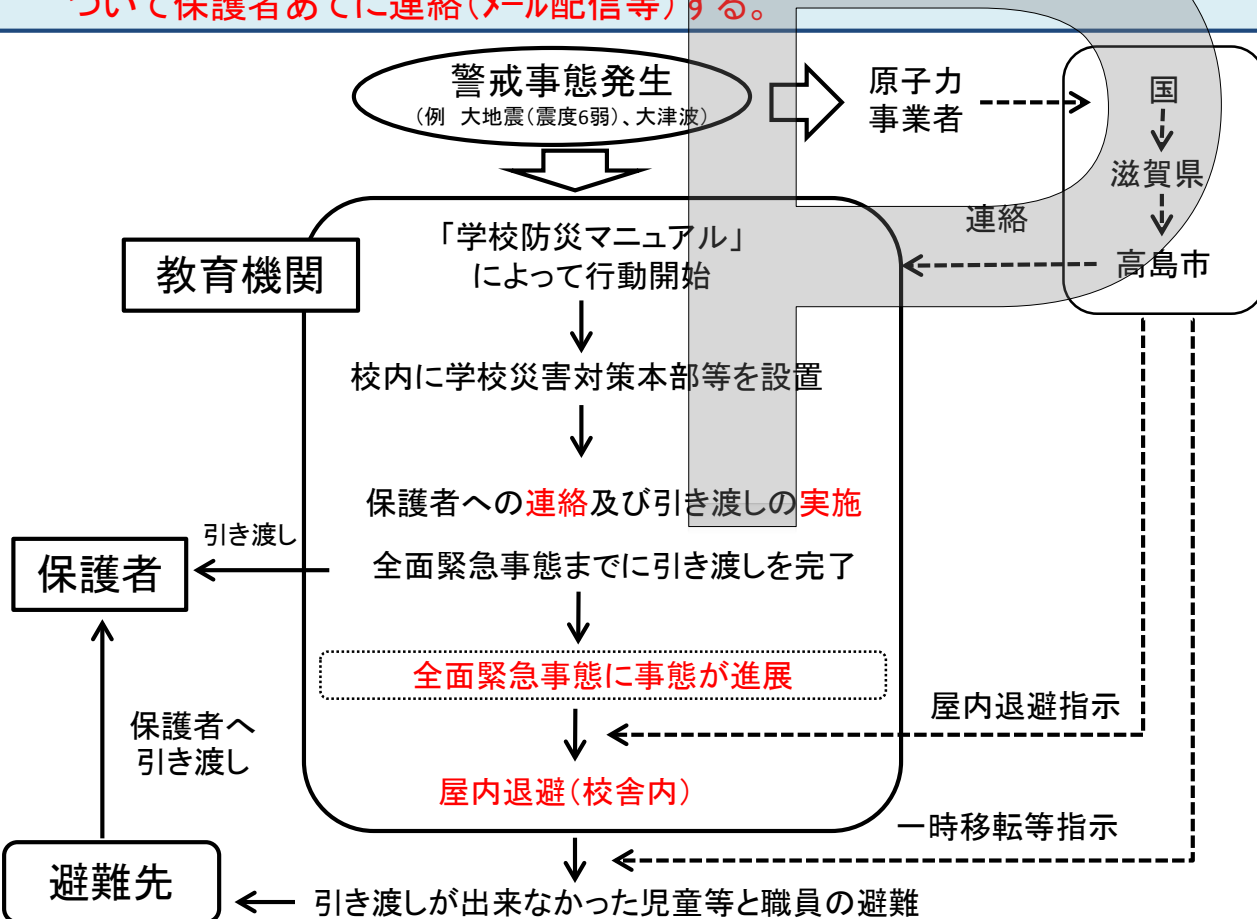 ついて保護者あてに連絡(メール配信等)する。
警戒事態発生
(例　大地震(震度6弱)、大津波)
原子力
事業者
国
滋賀県
高島市
連絡
教育機関
「学校防災マニュアル」
によって行動開始
校内に学校災害対策本部等を設置
保護者への連絡及び引き渡しの実施
引き渡し
保護者
全面緊急事態までに引き渡しを完了
全面緊急事態に事態が進展
屋内退避指示
保護者へ
引き渡し
屋内退避(校舎内)
一時移転等指示
避難先
引き渡しが出来なかった児童等と職員の避難